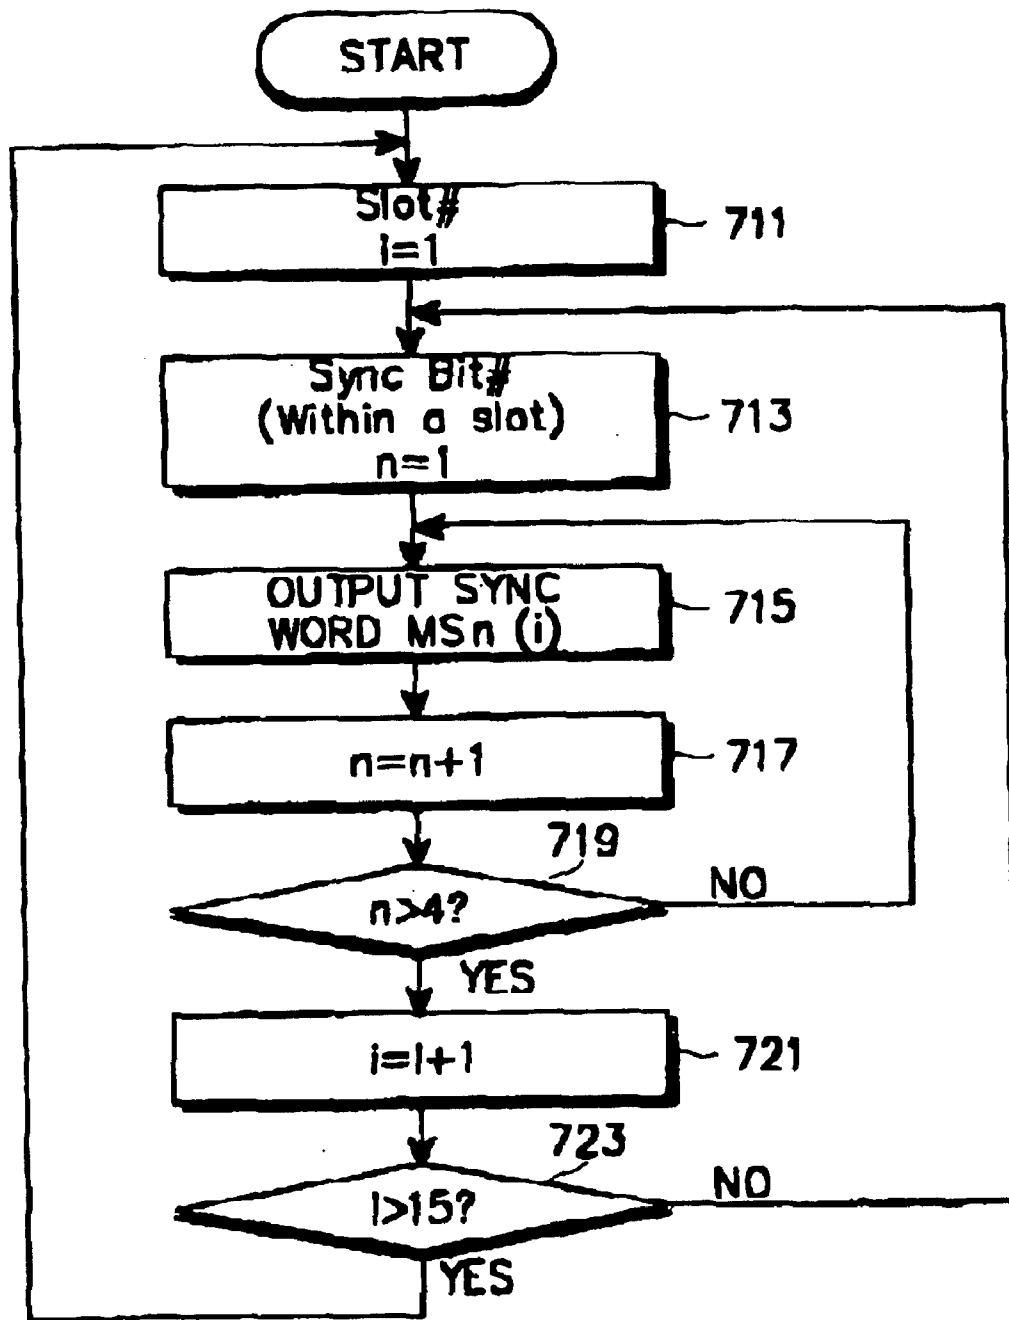 START
Slot#
i=1
711
Sync Bit#
(Within a slot)
n=1
713
OUTPUT SYNC
WORD MSn (i)
715
n=n+1
717
719
n>4?
NO
YES
i=i+1
721
723
i>15?
NO
YES